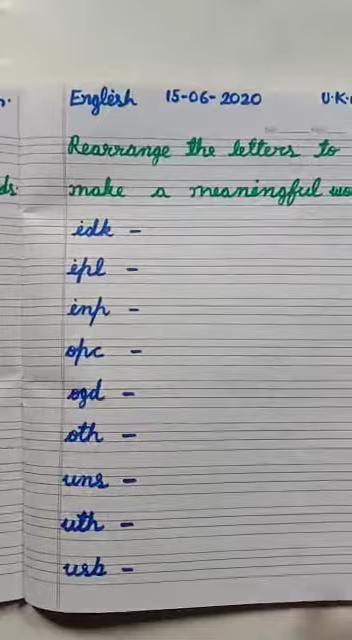 English 15-06-2020 U.K.
ds.
Rearrange the letters to
make a meaningful
idk -
ipl -
inp -
opc -
ogd -
oth -
uns -
uth -
usb -